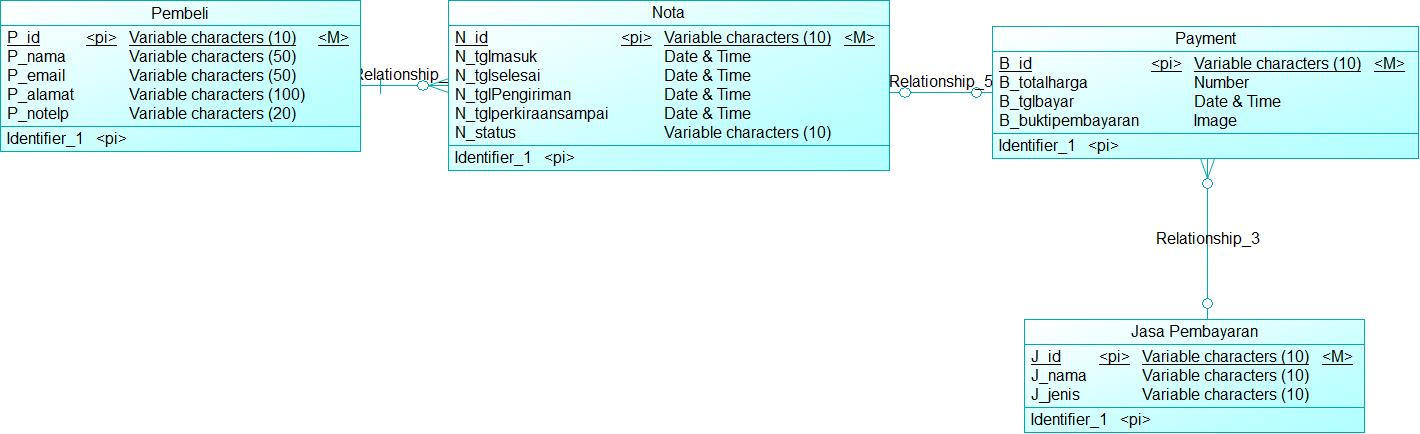 Pembeli
P_id <pi> Variable characters (10) <M>
P_nama Variable characters (50)
P_email Variable characters (50)
P_alamat Variable characters (100)
P_notelp Variable characters (20)
Identifier_1 <pi>
Relationship_
Nota
N_id <pi> Variable characters (10) <M>
N_tglmasuk Date & Time
N_tglselesai Date & Time
N_tglPengiriman Date & Time
N_tglperkiraansampai Date & Time
N_status Variable characters (10)
Identifier_1 <pi>
Relationship_5
Payment
B_id <pi> Variable characters (10) <M>
B_totalharga Number
B_tglbayar Date & Time
B_buktipembayaran Image
Identifier_1 <pi>
Relationship_3
Jasa Pembayaran
J_id <pi> Variable characters (10) <M>
J_nama Variable characters (10)
J_jenis Variable characters (10)
Identifier_1 <pi>